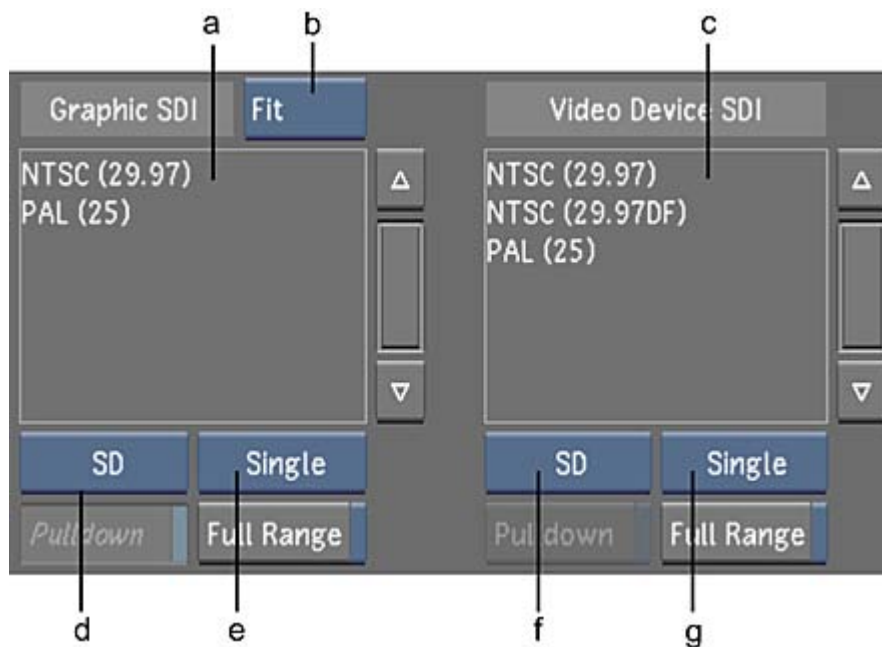 a b c
Graphic SDI Fit Video Device SDI
NTSC (29.97) NTSC (29.97)
PAL (25) NTSC (29.97DF)
PAL (25)
SD Single SD Single
Pulldown Full Range Pulldown Full Range
d e f g